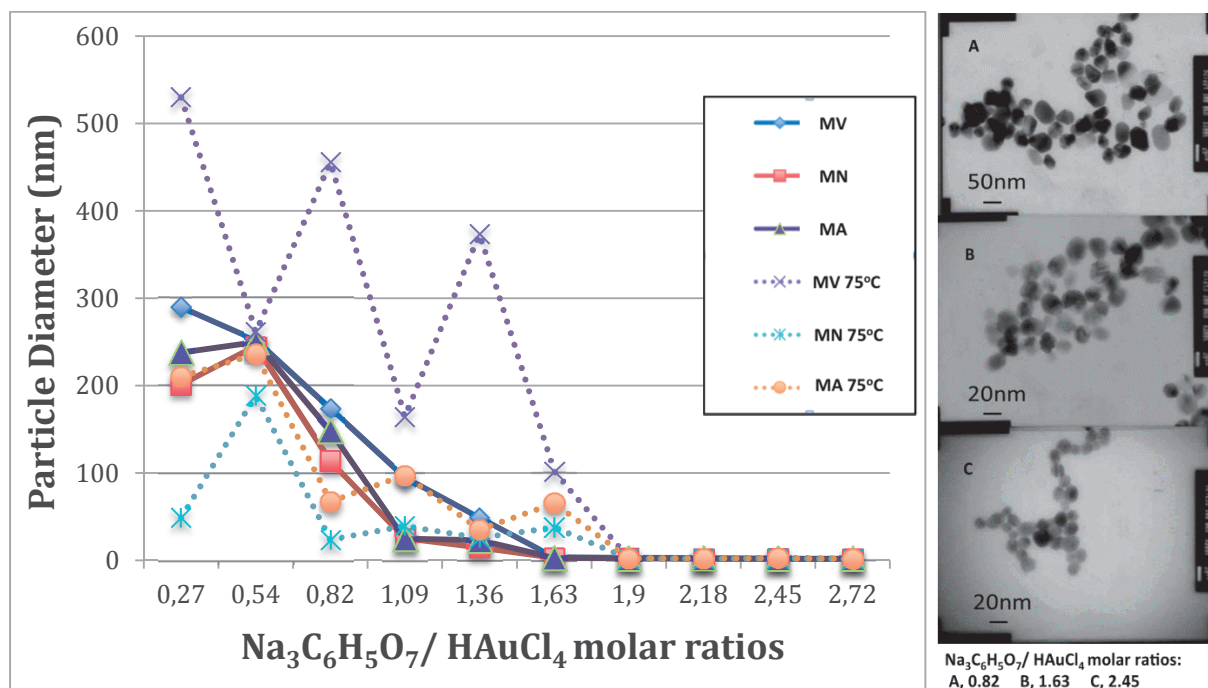 600
500
400
300
200
100
0
Particle Diameter (nm)
0,27 0,54 0,82 1,09 1,36 1,63 1,9 2,18 2,45 2,72
Na₃C₆H₅O₇/ HAuCl₄ molar ratios
MV
MN
MA
MV 75ºC
MN 75ºC
MA 75ºC
A
50nm
B
20nm
C
20nm
Na₃C₆H₅O₇/ HAuCl₄ molar ratios:
A, 0.82 B, 1.63 C, 2.45